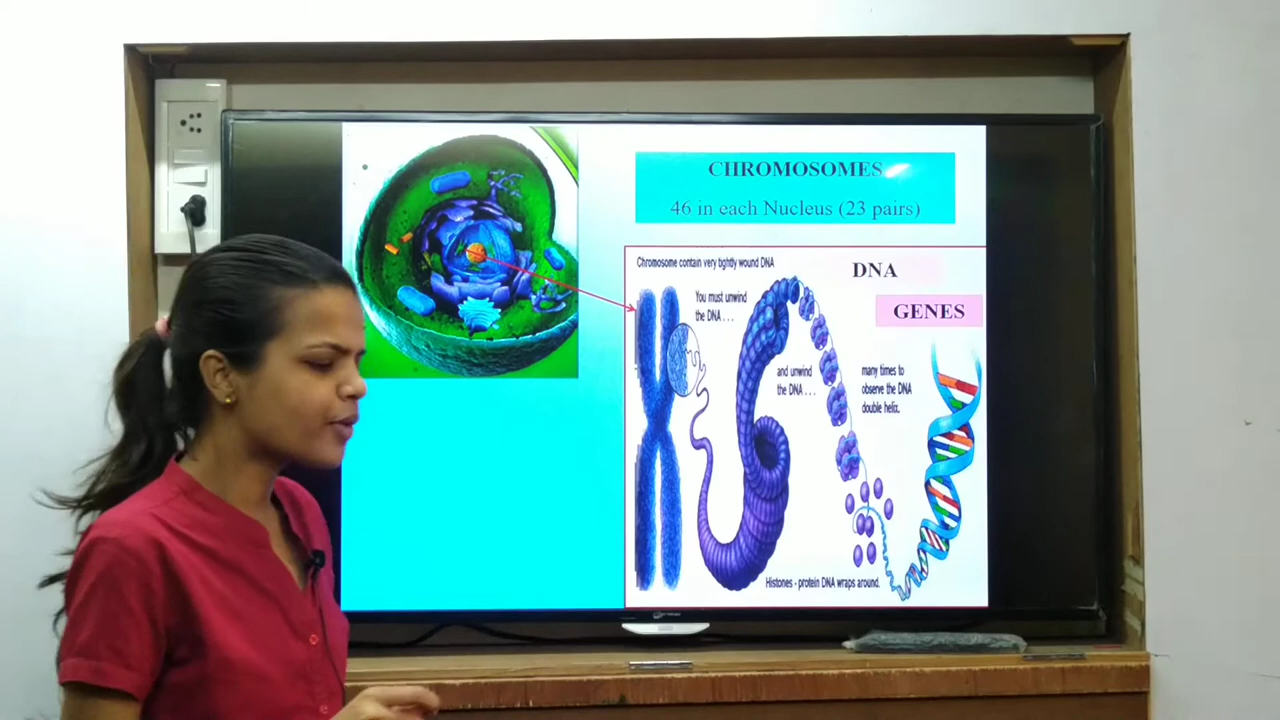 CHROMOSOMES
46 in each Nucleus (23 pairs)
Chromosome contain very tightly wound DNA
DNA
GENES
You must unwind
the DNA . . .
and unwind
the DNA . . .
many times to
observe the DNA
double helix.
Histones - protein DNA wraps around.